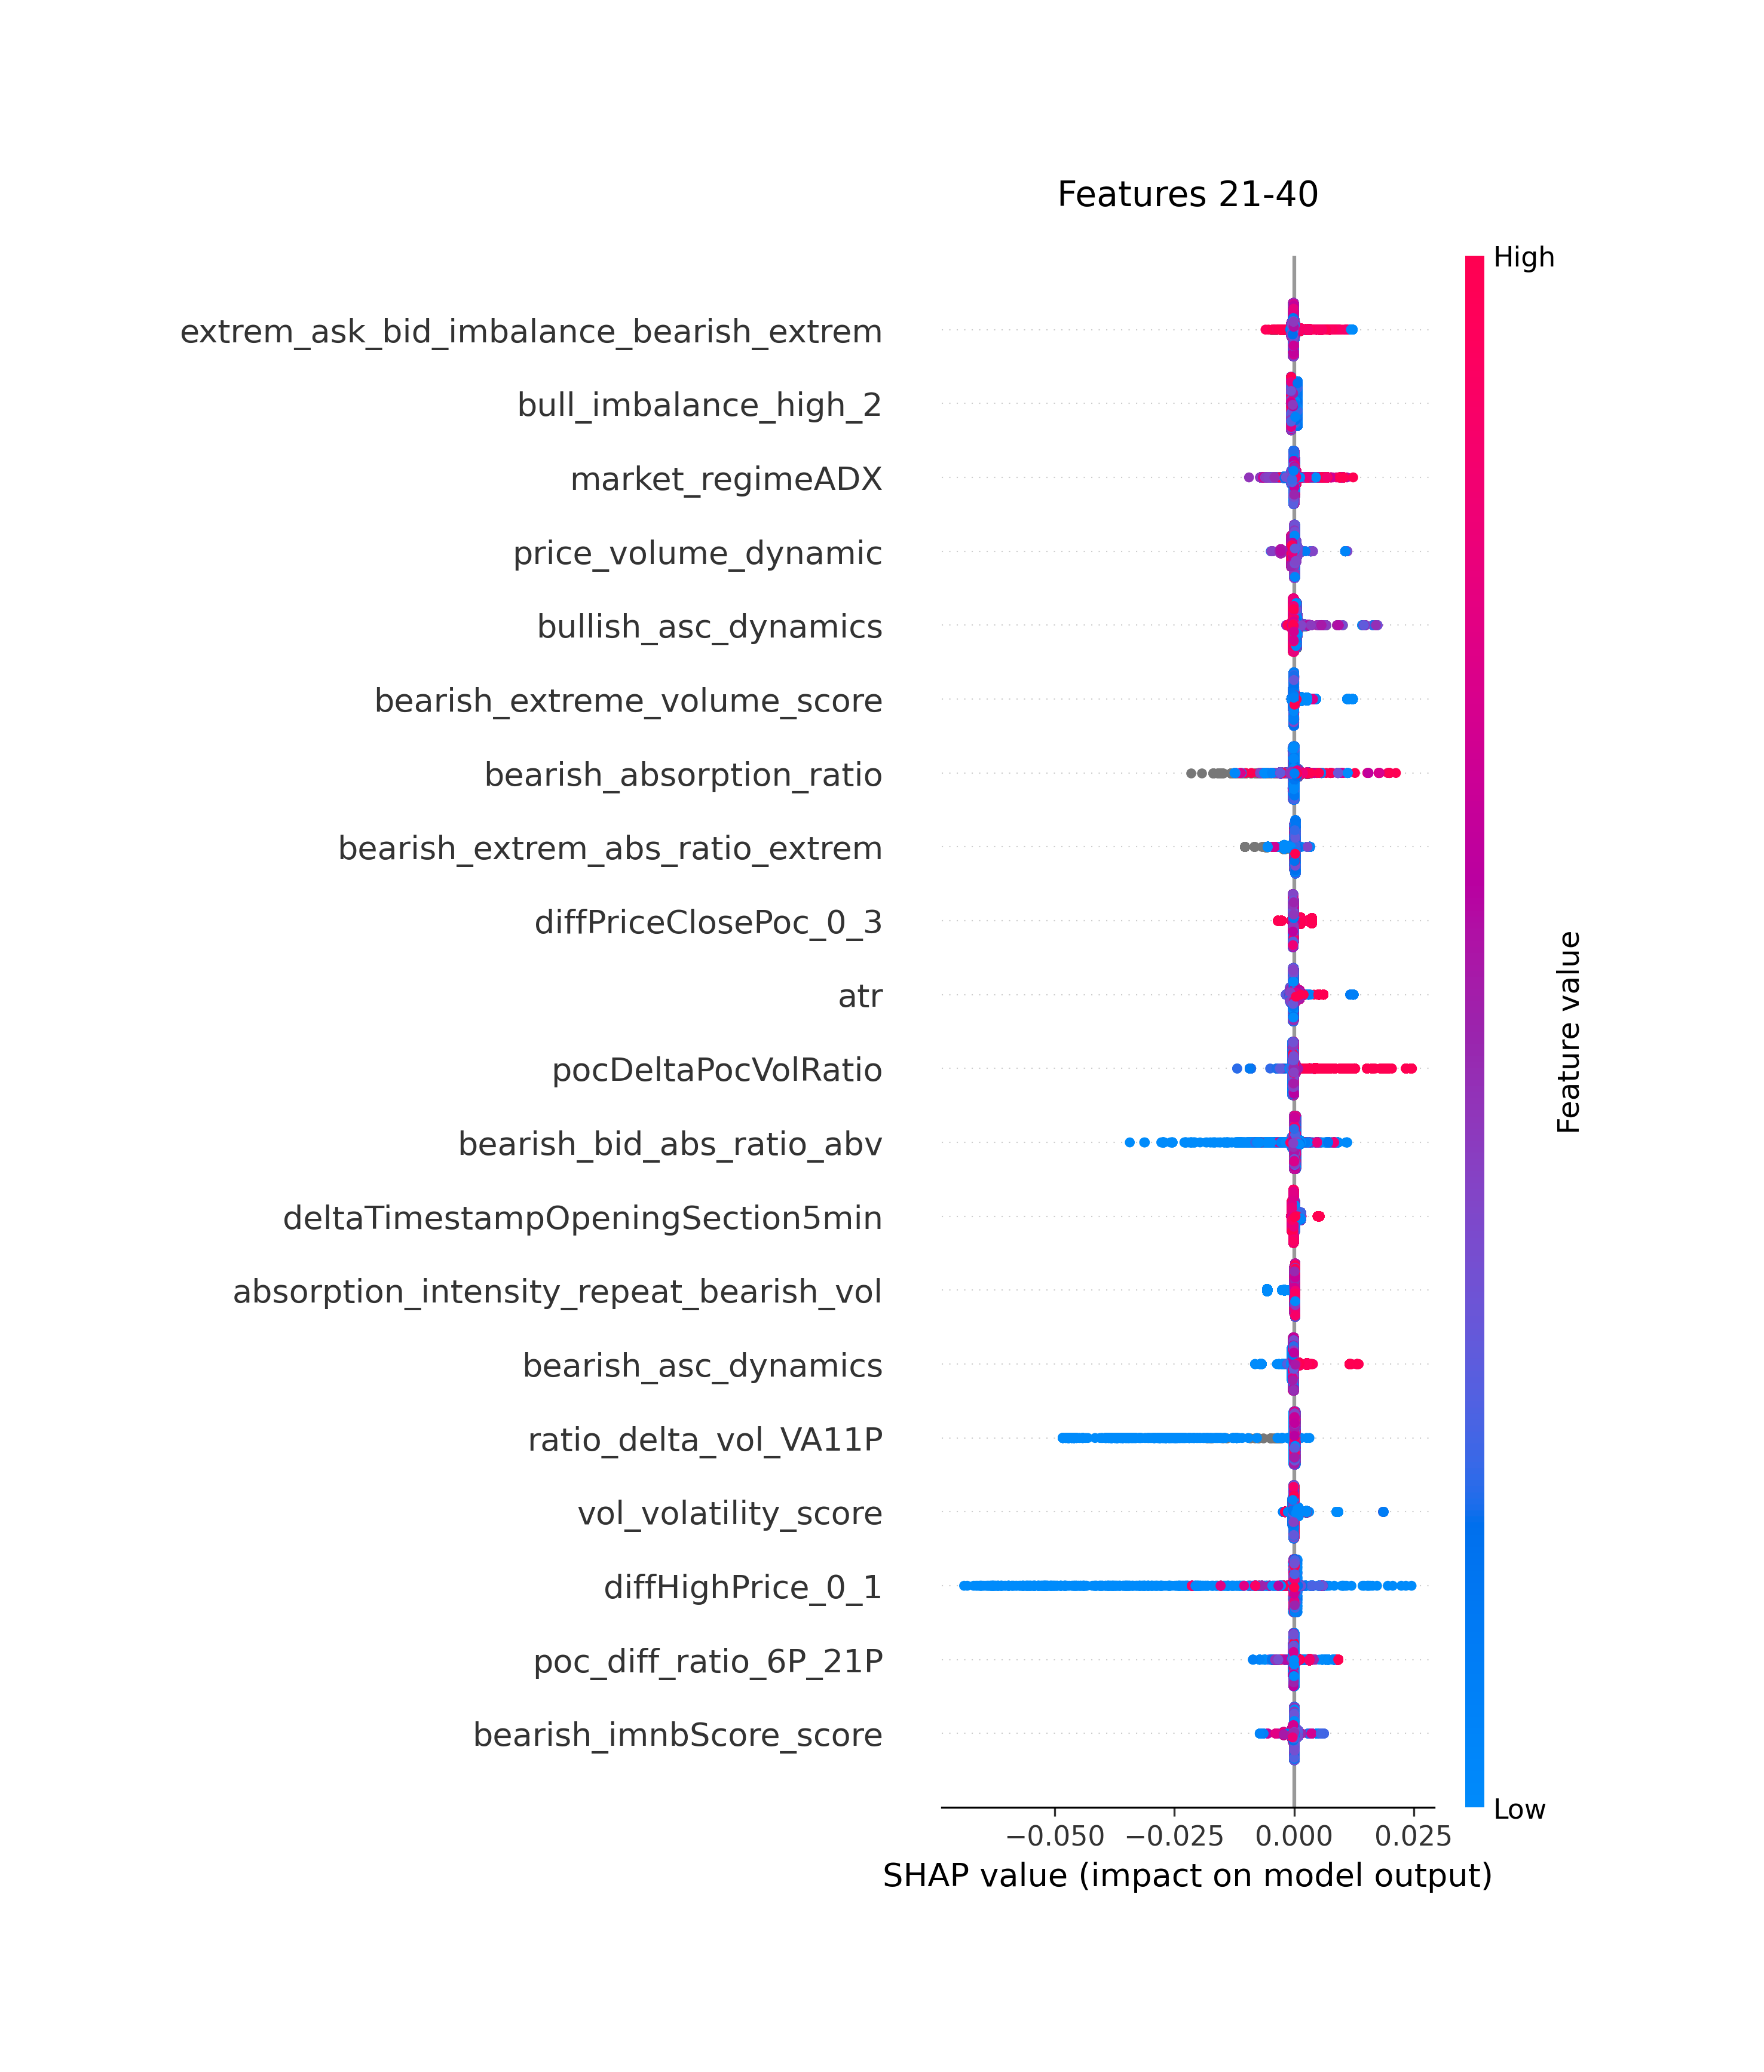 Features 21-40
High
extrem_ask_bid_imbalance_bearish_extrem
bull_imbalance_high_2
market_regimeADX
price_volume_dynamic
bullish_asc_dynamics
bearish_extreme_volume_score
bearish_absorption_ratio
bearish_extrem_abs_ratio_extrem
diffPriceClosePoc_0_3
atr
pocDeltaPocVolRatio
bearish_bid_abs_ratio_abv
deltaTimestampOpeningSection5min
absorption_intensity_repeat_bearish_vol
bearish_asc_dynamics
ratio_delta_vol_VA11P
vol_volatility_score
diffHighPrice_0_1
poc_diff_ratio_6P_21P
bearish_imnbScore_score
Feature value
Low
−0.050 −0.025 0.000 0.025
SHAP value (impact on model output)